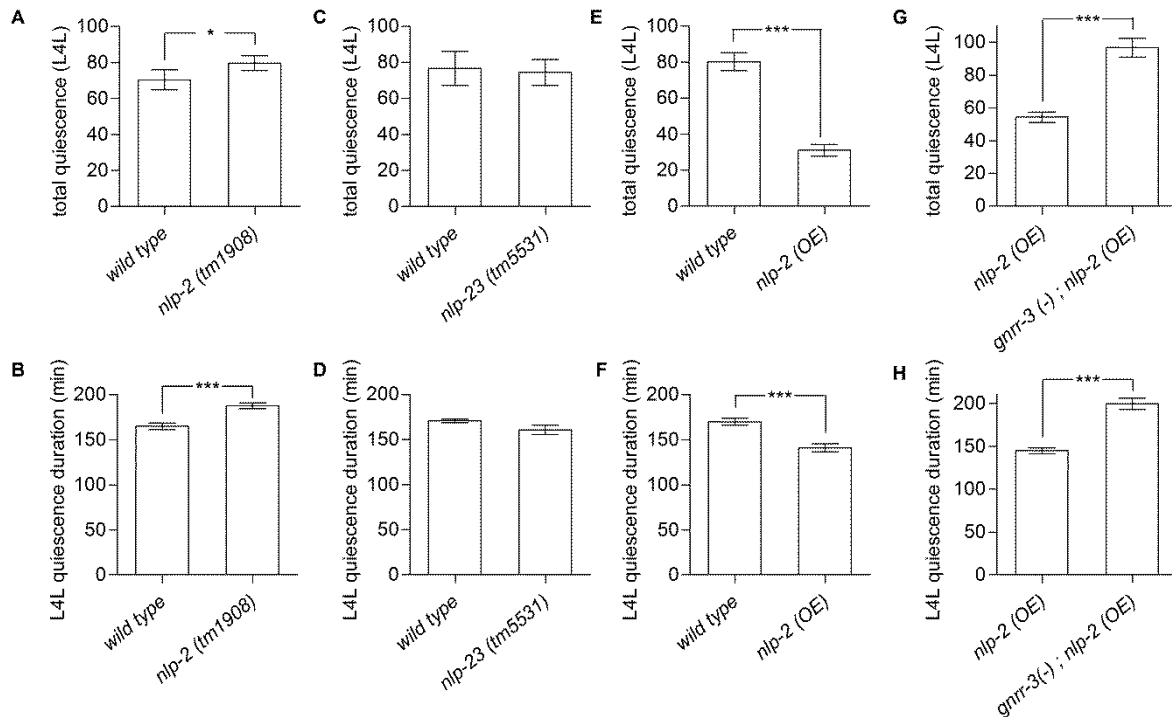 A
total quiescence (L4L)
100
80
60
40
20
0
*
wild type
nlp-2 (tm1908)
C
total quiescence (L4L)
100
80
60
40
20
0
wild type
nlp-23 (tm5531)
E
total quiescence (L4L)
100
80
60
40
20
0
***
wild type
nlp-2 (OE)
G
total quiescence (L4L)
100
80
60
40
20
0
***
nlp-2 (OE)
gnrr-3 (-) ; nlp-2 (OE)
B
L4L quiescence duration (min)
200
150
100
50
0
***
wild type
nlp-2 (tm1908)
D
L4L quiescence duration (min)
200
150
100
50
0
wild type
nlp-23 (tm5531)
F
L4L quiescence duration (min)
200
150
100
50
0
***
wild type
nlp-2 (OE)
H
L4L quiescence duration (min)
200
150
100
50
0
***
nlp-2 (OE)
gnrr-3(-) ; nlp-2 (OE)